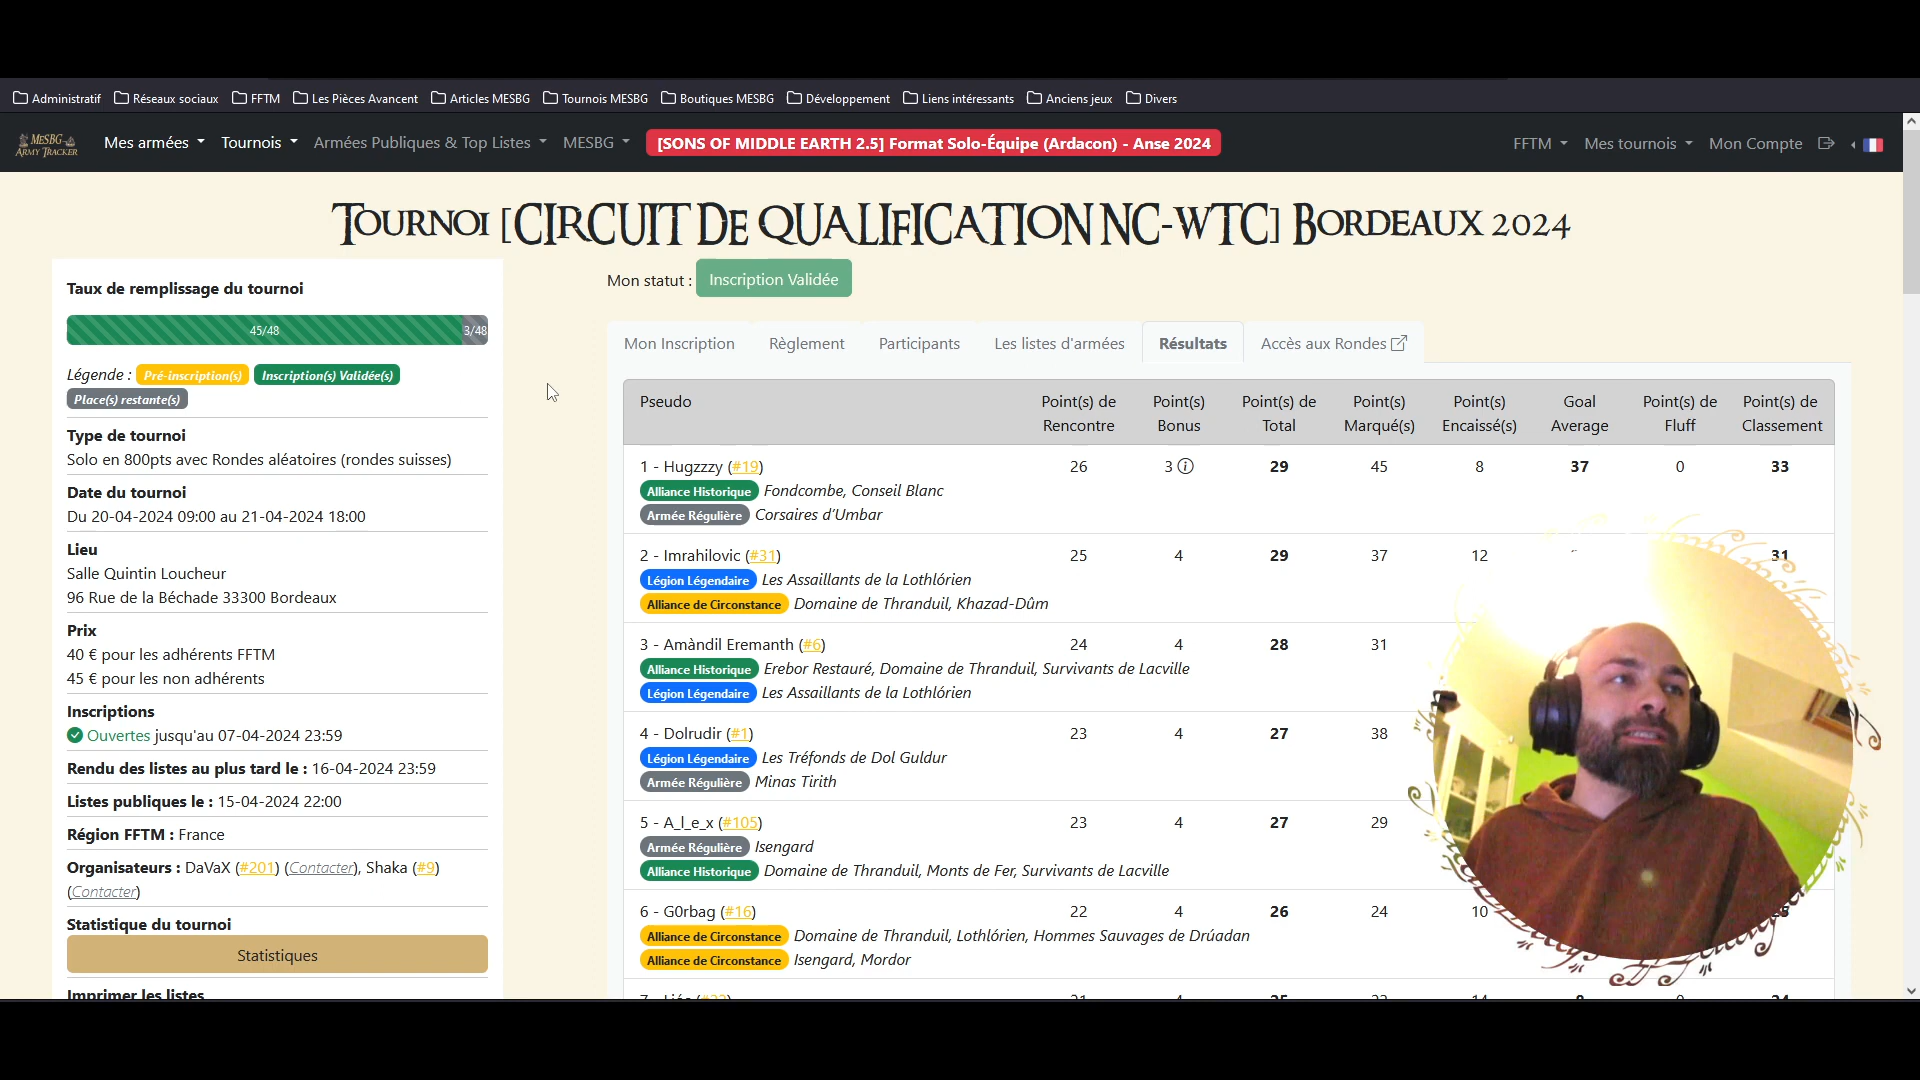 Administratif Réseaux sociaux FFTM Les Pièces Avancent Articles MESBG Tournois MESBG Boutiques MESBG Développement Liens intéressants Anciens jeux Divers
MESBG ARMY TRACKER Mes armées Tournois Armées Publiques & Top Listes MESBG [SONS OF MIDDLE EARTH 2.5] Format Solo-Équipe (Ardacon) - Anse 2024 FFTM Mes tournois Mon Compte
Tournoi [CIRCUIT De QUALIFICATION NC-WTC] Bordeaux 2024
Taux de remplissage du tournoi
45/48 3/48
Légende : Pré-inscription(s) Inscription(s) Validée(s)
Place(s) restante(s)
Type de tournoi
Solo en 800pts avec Rondes aléatoires (rondes suisses)
Date du tournoi
Du 20-04-2024 09:00 au 21-04-2024 18:00
Lieu
Salle Quintin Loucheur
96 Rue de la Béchade 33300 Bordeaux
Prix
40 € pour les adhérents FFTM
45 € pour les non adhérents
Inscriptions
Ouvertes jusqu'au 07-04-2024 23:59
Rendu des listes au plus tard le : 16-04-2024 23:59
Listes publiques le : 15-04-2024 22:00
Région FFTM : France
Organisateurs : DaVaX (#201) (Contacter), Shaka (#9)
(Contacter)
Statistique du tournoi
Statistiques
Imprimer les listes
Mon statut : Inscription Validée
Mon Inscription Règlement Participants Les listes d'armées Résultats Accès aux Rondes
Pseudo Point(s) de Rencontre Point(s) Bonus Point(s) de Total Point(s) Marqué(s) Point(s) Encaissé(s) Goal Average Point(s) de Fluff Point(s) de Classement
1 - Hugzzzy (#19) 26 3 29 45 8 37 0 33
Alliance Historique Fondcombe, Conseil Blanc
Armée Régulière Corsaires d'Umbar
2 - Imrahilovic (#31) 25 4 29 37 12 31
Légion Légendaire Les Assaillants de la Lothlórien
Alliance de Circonstance Domaine de Thranduil, Khazad-Dûm
3 - Amàndil Eremanth (#6) 24 4 28 31
Alliance Historique Erebor Restauré, Domaine de Thranduil, Survivants de Lacville
Légion Légendaire Les Assaillants de la Lothlórien
4 - Dolrudir (#1) 23 4 27 38
Légion Légendaire Les Tréfonds de Dol Guldur
Armée Régulière Minas Tirith
5 - A_l_e_x (#105) 23 4 27 29
Armée Régulière Isengard
Alliance Historique Domaine de Thranduil, Monts de Fer, Survivants de Lacville
6 - G0rbag (#16) 22 4 26 24 10
Alliance de Circonstance Domaine de Thranduil, Lothlórien, Hommes Sauvages de Drúadan
Alliance de Circonstance Isengard, Mordor